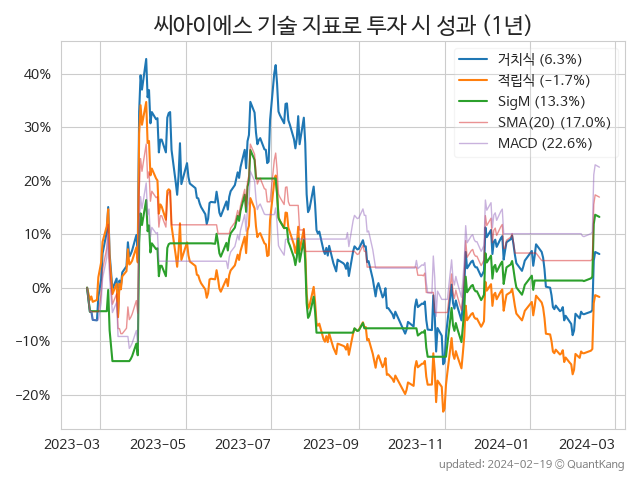 씨아이에스 기술 지표로 투자 시 성과 (1년)
거치식 (6.3%)
적립식 (−1.7%)
SigM (13.3%)
SMA(20) (17.0%)
MACD (22.6%)
40%
30%
20%
10%
0%
−10%
−20%
2023-03 2023-05 2023-07 2023-09 2023-11 2024-01 2024-03
updated: 2024-02-19 ⓒ QuantKang